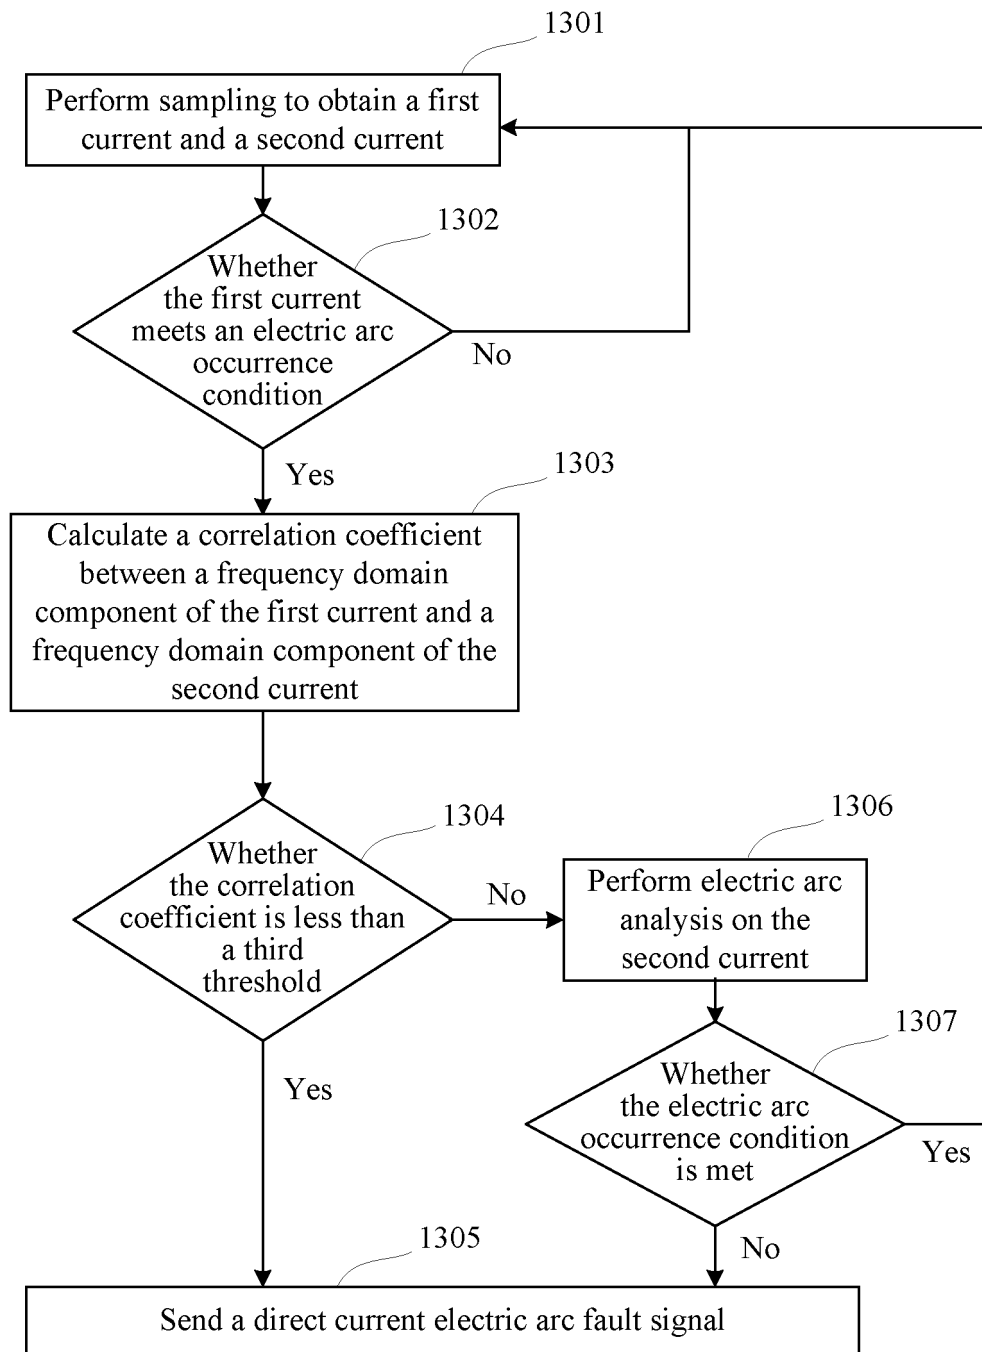 1301
Perform sampling to obtain a first
current and a second current
1302
Whether
the first current
meets an electric arc
occurrence
condition
No
Yes
1303
Calculate a correlation coefficient
between a frequency domain
component of the first current and a
frequency domain component of the
second current
1304
Whether
the correlation
coefficient is less than
a third
threshold
No
Yes
1306
Perform electric arc
analysis on the
second current
1307
Whether
the electric arc
occurrence condition
is met
Yes
No
1305
Send a direct current electric arc fault signal